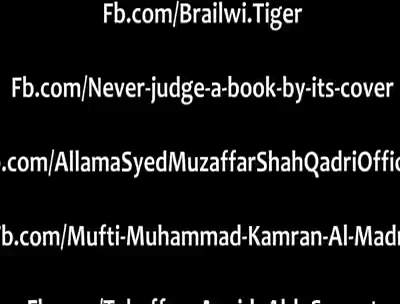 Fb.com/Brailwi.Tiger
Fb.com/Never-judge-a-book-by-its-cover
.com/AllamaSyedMuzaffarShahQadriOffic
b.com/Mufti-Muhammad-Kamran-Al-Madr